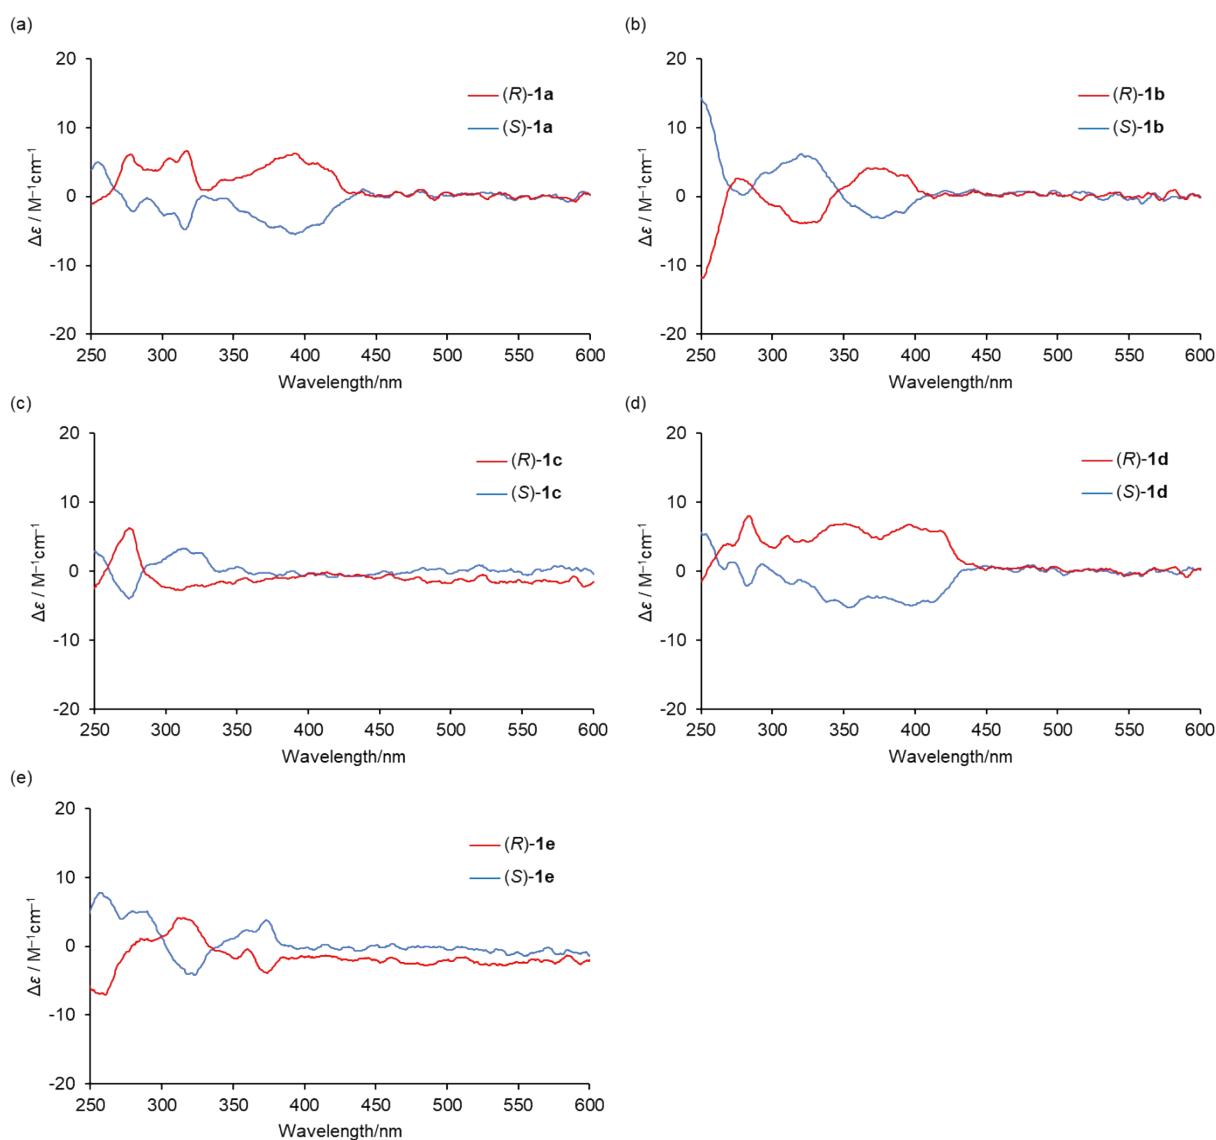 (a)
20
10
0
-10
-20
Δε / M⁻¹cm⁻¹
(R)-1a
(S)-1a
250 300 350 400 450 500 550 600
Wavelength/nm
(b)
20
10
0
-10
-20
Δε / M⁻¹cm⁻¹
(R)-1b
(S)-1b
250 300 350 400 450 500 550 600
Wavelength/nm
(c)
20
10
0
-10
-20
Δε / M⁻¹cm⁻¹
(R)-1c
(S)-1c
250 300 350 400 450 500 550 600
Wavelength/nm
(d)
20
10
0
-10
-20
Δε / M⁻¹cm⁻¹
(R)-1d
(S)-1d
250 300 350 400 450 500 550 600
Wavelength/nm
(e)
20
10
0
-10
-20
Δε / M⁻¹cm⁻¹
(R)-1e
(S)-1e
250 300 350 400 450 500 550 600
Wavelength/nm